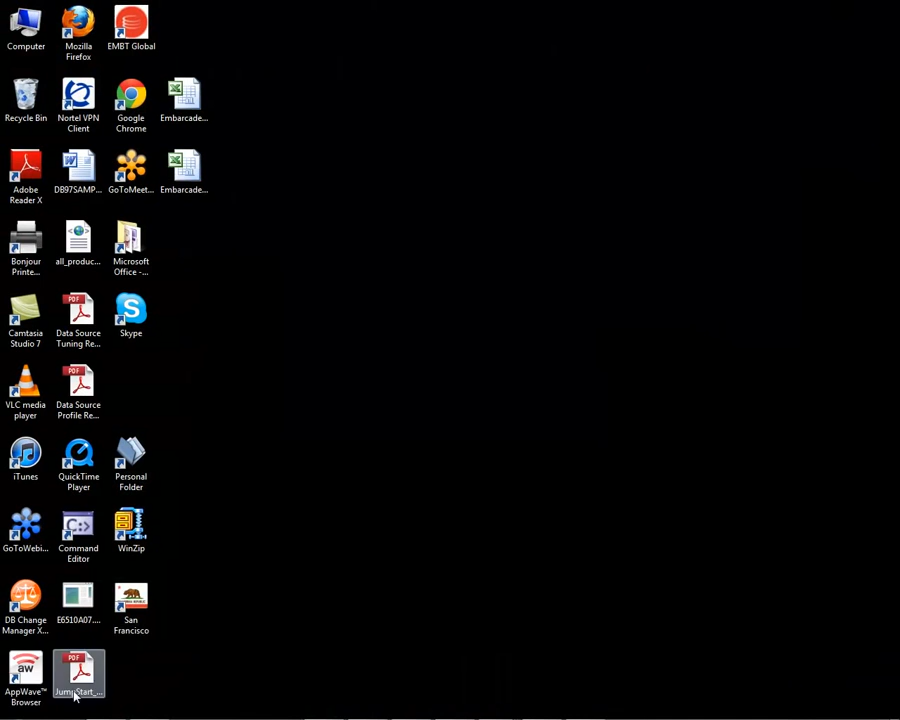 Computer
Mozilla
Firefox
EMBT Global
Recycle Bin
Nortel VPN
Client
Google
Chrome
Embarcade...
Adobe
Reader X
DB97SAMP...
GoToMeet...
Embarcade...
Bonjour
Printe...
all_produc...
Microsoft
Office -...
Camtasia
Studio 7
PDF
Data Source
Tuning Re...
Skype
VLC media
player
PDF
Data Source
Profile Re...
iTunes
QuickTime
Player
Personal
Folder
GoToWebi...
C:\
Command
Editor
WinZip
DB Change
Manager X...
E6510A07....
San
Francisco
aw
AppWave™
Browser
PDF
JumpStart_...